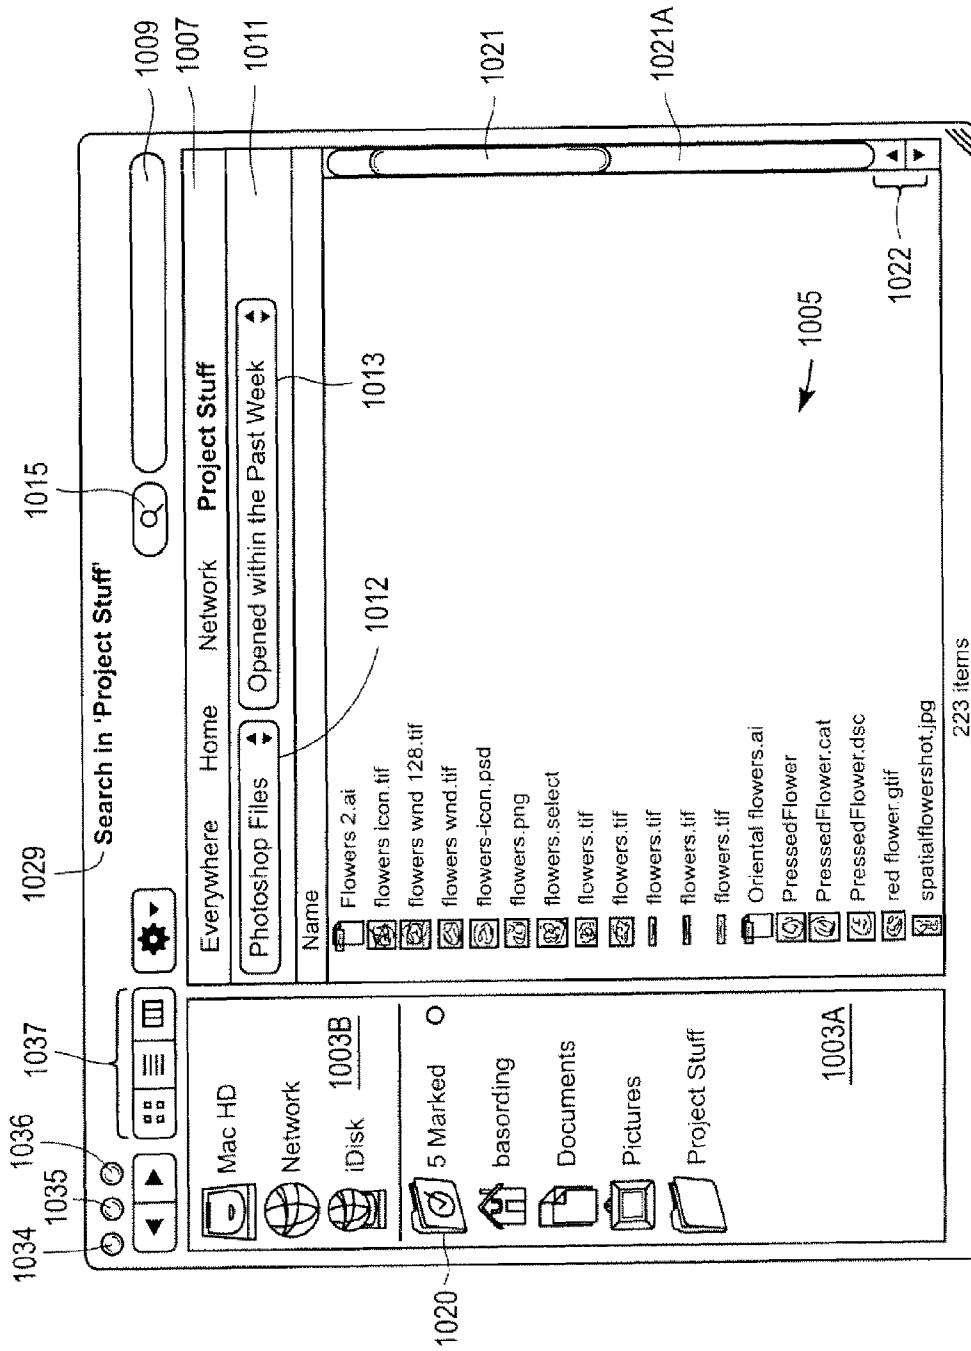 1029
1015
1034
1035
1036
1037
Search in 'Project Stuff'
1009
1007
1011
Everywhere Home Network Project Stuff
Photoshop Files Opened within the Past Week
1012
1013
Name
Mac HD
Network
iDisk
1003B
5 Marked
basording
Documents
Pictures
Project Stuff
1003A
1020
Flowers 2.ai
flowers icon.tif
flowers wnd 128.tif
flowers wnd.tif
flowers-icon.psd
flowers.png
flowers.select
flowers.tif
flowers.tif
flowers.tif
flowers.tif
flowers.tif
Oriental flowers.ai
PressedFlower
PressedFlower.cat
PressedFlower.dsc
red flower.gtif
spatialflowershot.jpg
1021
1021A
1005
1022
223 items